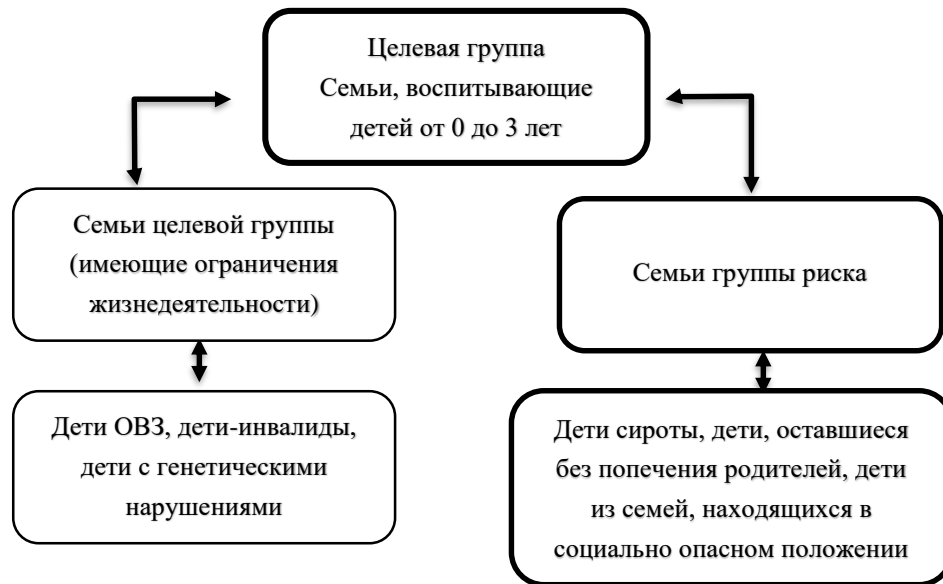 Целевая группа
Семьи, воспитывающие
детей от 0 до 3 лет
Семьи целевой группы
(имеющие ограничения
жизнедеятельности)
Семьи группы риска
Дети ОВЗ, дети-инвалиды,
дети с генетическими
нарушениями
Дети сироты, дети, оставшиеся
без попечения родителей, дети
из семей, находящихся в
социально опасном положении